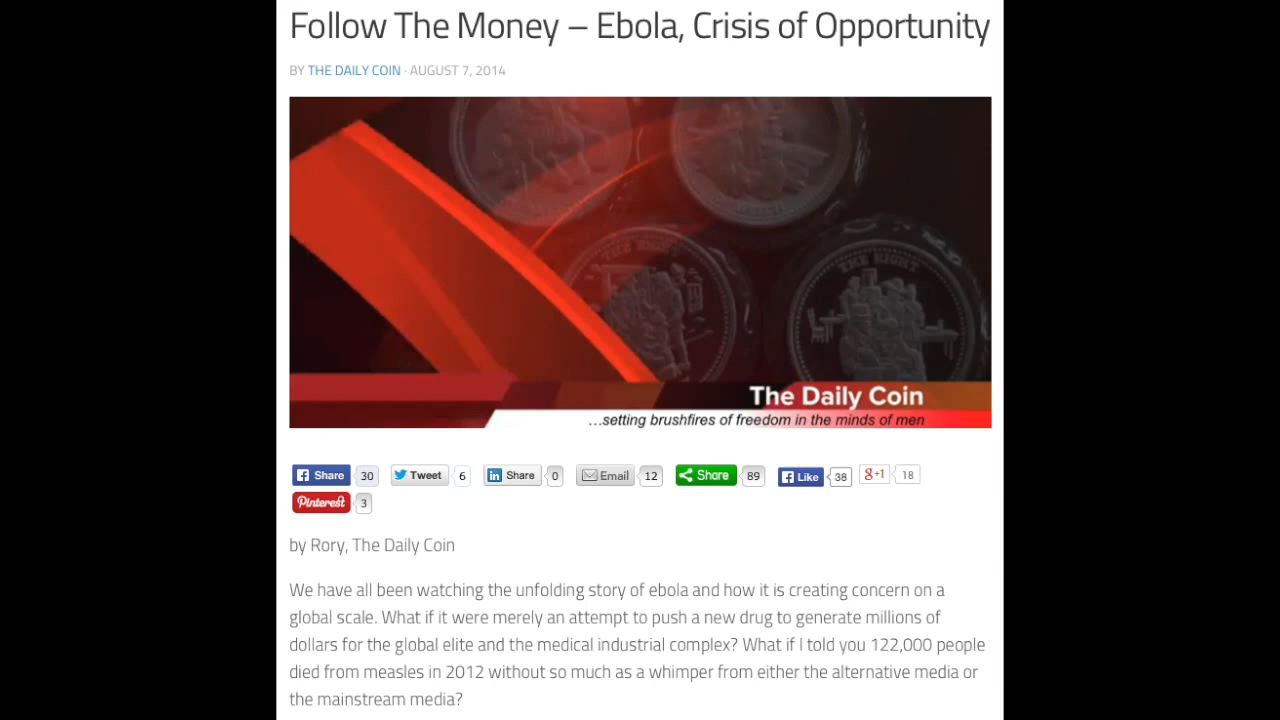 Follow The Money – Ebola, Crisis of Opportunity
BY THE DAILY COIN · AUGUST 7, 2014
THE RIGHT
THE RIGHT
The Daily Coin
...setting brushfires of freedom in the minds of men
Share 30 Tweet 6 Share 0 Email 12 Share 89 Like 38 g+1 18
Pinterest 3
by Rory, The Daily Coin
We have all been watching the unfolding story of ebola and how it is creating concern on a
global scale. What if it were merely an attempt to push a new drug to generate millions of
dollars for the global elite and the medical industrial complex? What if I told you 122,000 people
died from measles in 2012 without so much as a whimper from either the alternative media or
the mainstream media?